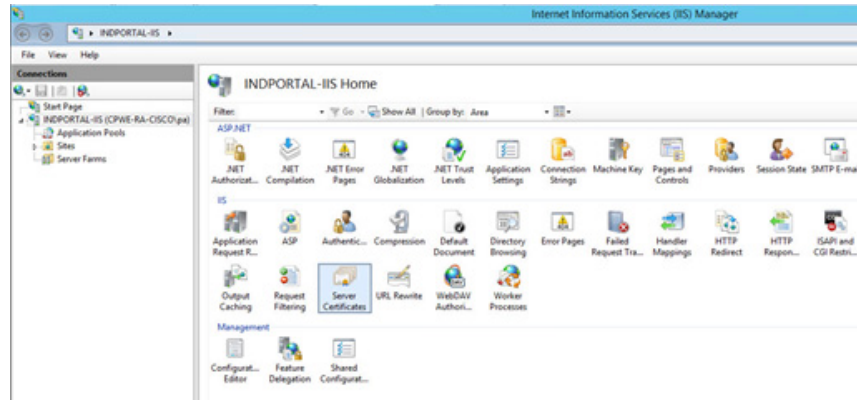 Internet Information Services (IIS) Manager
INDPORTAL-IIS
File View Help
Connections
Start Page
INDPORTAL-IIS (CPWE-RA-CISCO\pa)
Application Pools
Sites
Server Farms
INDPORTAL-IIS Home
Filter: Go Show All Group by: Area
ASP.NET
.NET Authorizat... .NET Compilation .NET Error Pages .NET Globalization .NET Trust Levels Application Settings Connection Strings Machine Key Pages and Controls Providers Session State SMTP E-ma
IIS
Application Request R... ASP Authentic... Compression Default Document Directory Browsing Error Pages Failed Request Tra... Handler Mappings HTTP Redirect HTTP Respon... ISAPI and CGI Restri...
Output Caching Request Filtering Server Certificates URL Rewrite WebDAV Authori... Worker Processes
Management
Configurat... Editor Feature Delegation Shared Configurat...